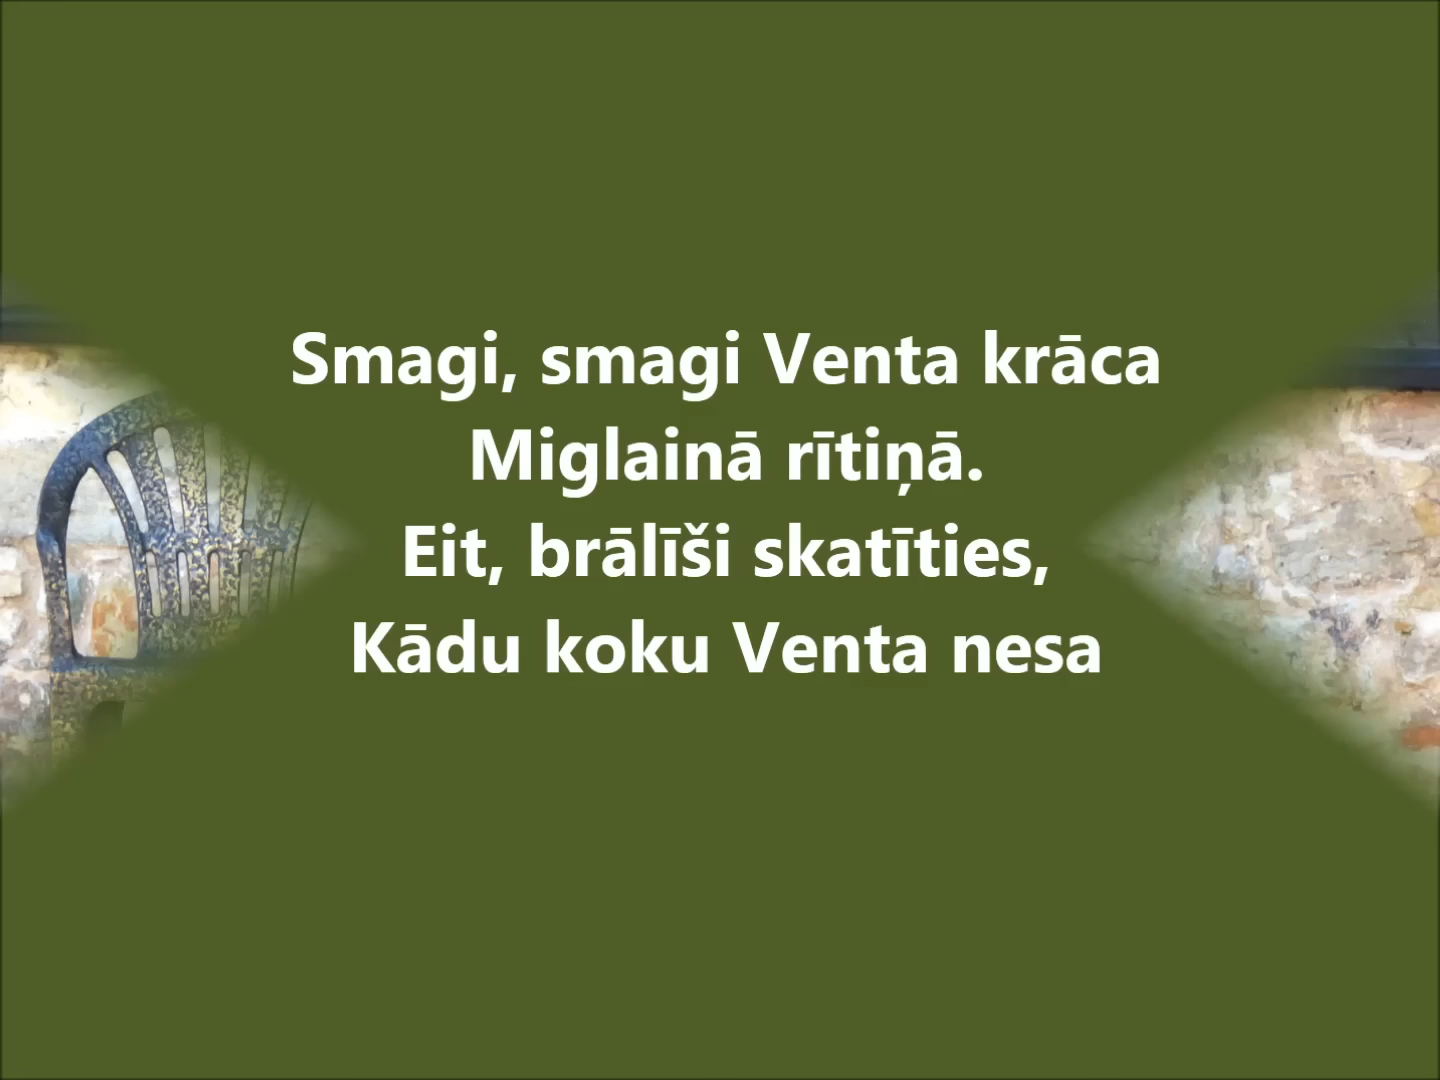 Smagi, smagi Venta krāca
Miglainā rītiņā.
Eit, brālīši skatīties,
Kādu koku Venta nesa